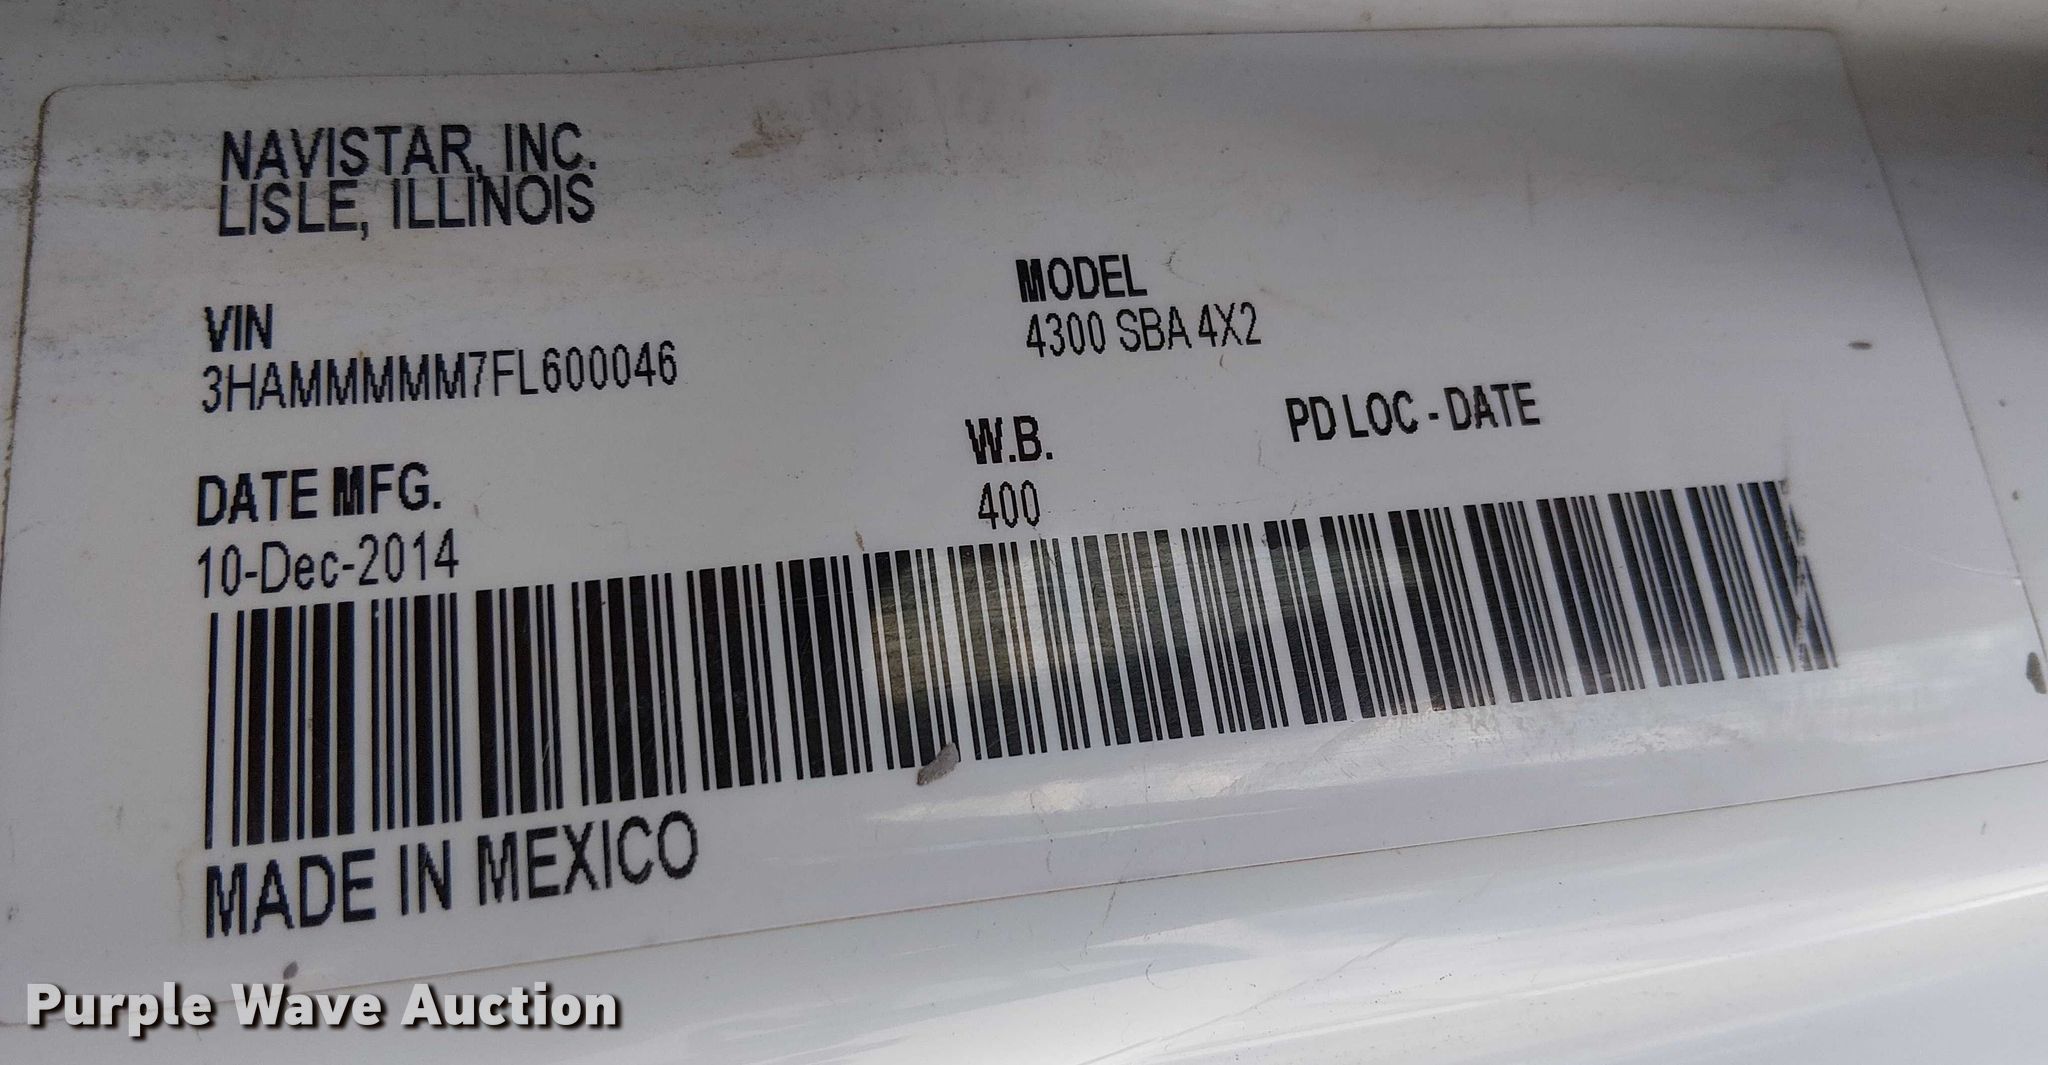 NAVISTAR, INC.
LISLE, ILLINOIS
VIN
3HAMMMMM7FL600046
MODEL
4300 SBA 4X2
DATE MFG.
10-Dec-2014
W.B.
400
PD LOC - DATE
MADE IN MEXICO
Purple Wave Auction